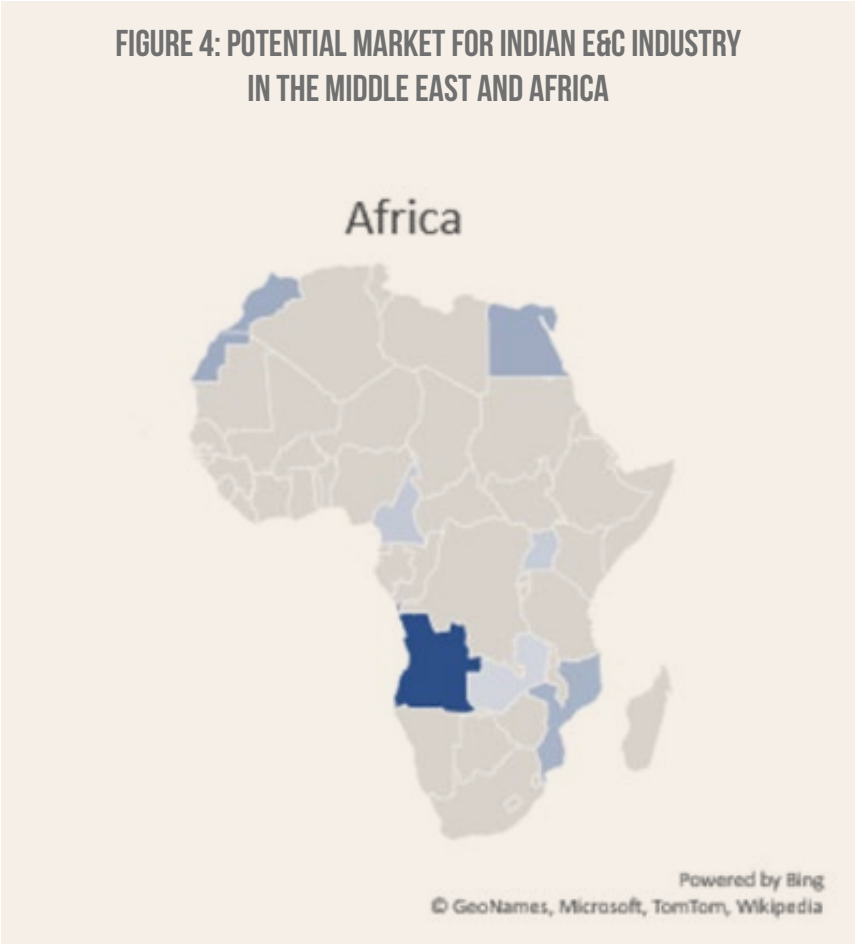 FIGURE 4: POTENTIAL MARKET FOR INDIAN E&C INDUSTRY
IN THE MIDDLE EAST AND AFRICA
Africa
Powered by Bing
© GeoNames, Microsoft, TomTom, Wikipedia